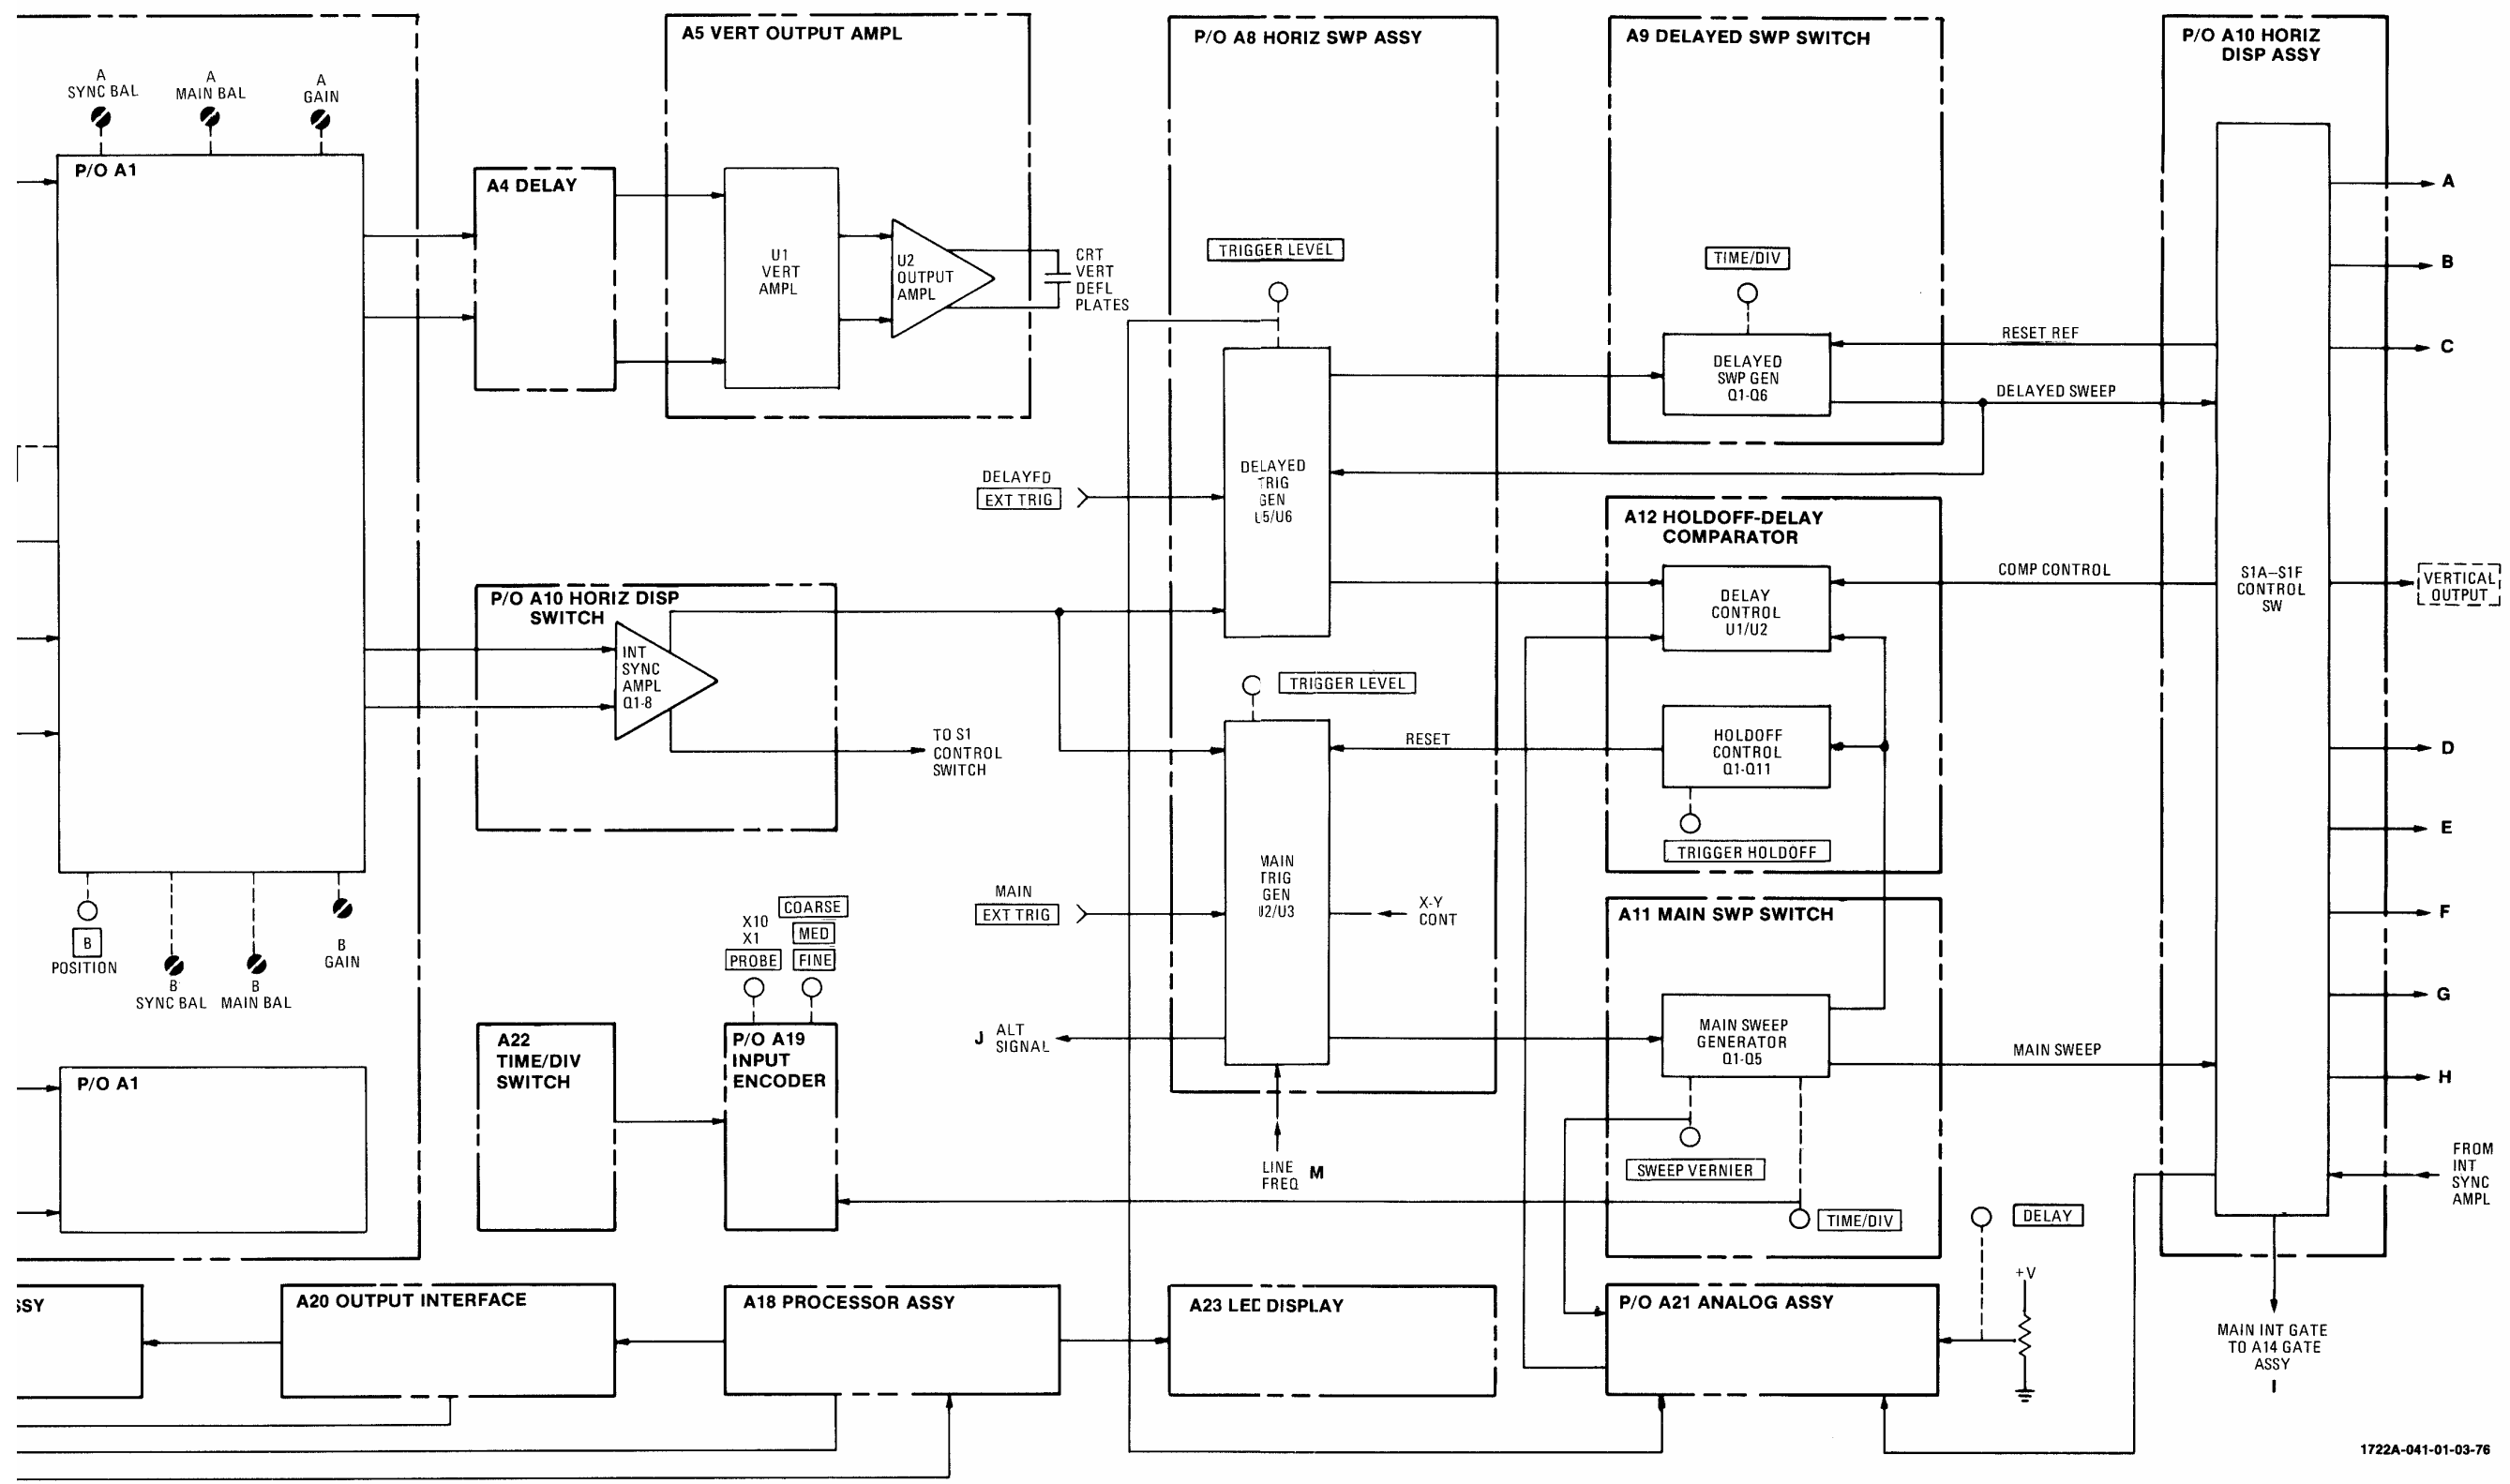 A
SYNC BAL
A
MAIN BAL
A
GAIN
P/O A1
B
POSITION
B
SYNC BAL
B
MAIN BAL
B
GAIN
P/O A1
A4 DELAY
A5 VERT OUTPUT AMPL
U1
VERT
AMPL
U2
OUTPUT
AMPL
CRT
VERT
DEFL
PLATES
P/O A10 HORIZ DISP
SWITCH
INT
SYNC
AMPL
Q1-8
TO S1
CONTROL
SWITCH
X10
X1
PROBE
COARSE
MED
FINE
A22
TIME/DIV
SWITCH
P/O A19
INPUT
ENCODER
P/O A8 HORIZ SWP ASSY
TRIGGER LEVEL
DELAYED
EXT TRIG
DELAYED
TRIG
GEN
U5/U6
TRIGGER LEVEL
MAIN
EXT TRIG
MAIN
TRIG
GEN
U2/U3
X-Y
CONT
J ALT
SIGNAL
LINE
FREQ M
RESET
A9 DELAYED SWP SWITCH
TIME/DIV
DELAYED
SWP GEN
Q1-Q6
RESET REF
DELAYED SWEEP
A12 HOLDOFF-DELAY
COMPARATOR
DELAY
CONTROL
U1/U2
COMP CONTROL
HOLDOFF
CONTROL
Q1-Q11
TRIGGER HOLDOFF
A11 MAIN SWP SWITCH
MAIN SWEEP
GENERATOR
Q1-Q5
MAIN SWEEP
SWEEP VERNIER
TIME/DIV
DELAY
+V
P/O A10 HORIZ
DISP ASSY
S1A–S1F
CONTROL
SW
A
B
C
VERTICAL
OUTPUT
D
E
F
G
H
FROM
INT
SYNC
AMPL
MAIN INT GATE
TO A14 GATE
ASSY
I
SSY
A20 OUTPUT INTERFACE
A18 PROCESSOR ASSY
A23 LED DISPLAY
P/O A21 ANALOG ASSY
1722A-041-01-03-76